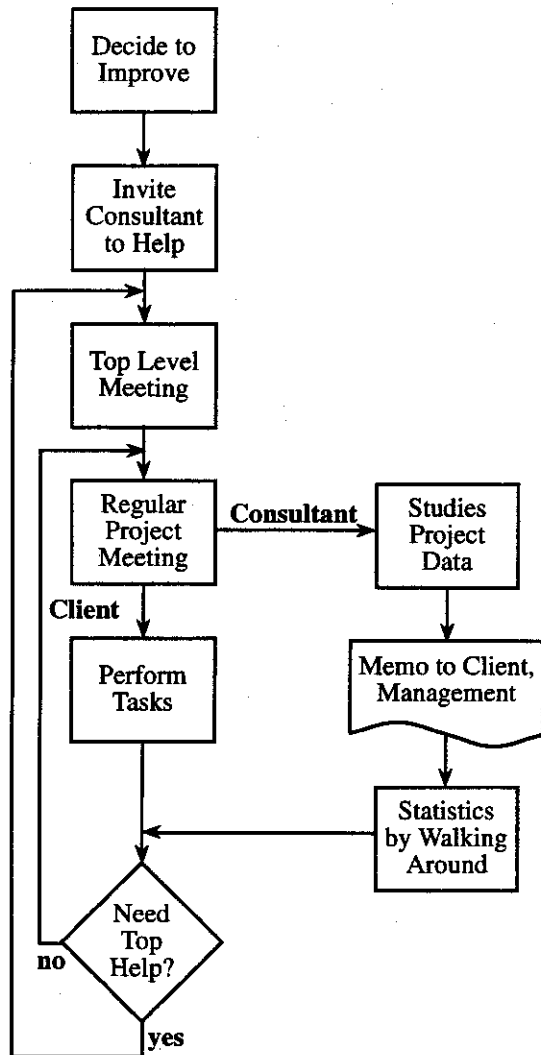 Decide to
Improve
Invite
Consultant
to Help
Top Level
Meeting
Regular
Project
Meeting
Consultant
Studies
Project
Data
Client
Perform
Tasks
Memo to Client,
Management
Statistics
by Walking
Around
Need
Top
Help?
no
yes